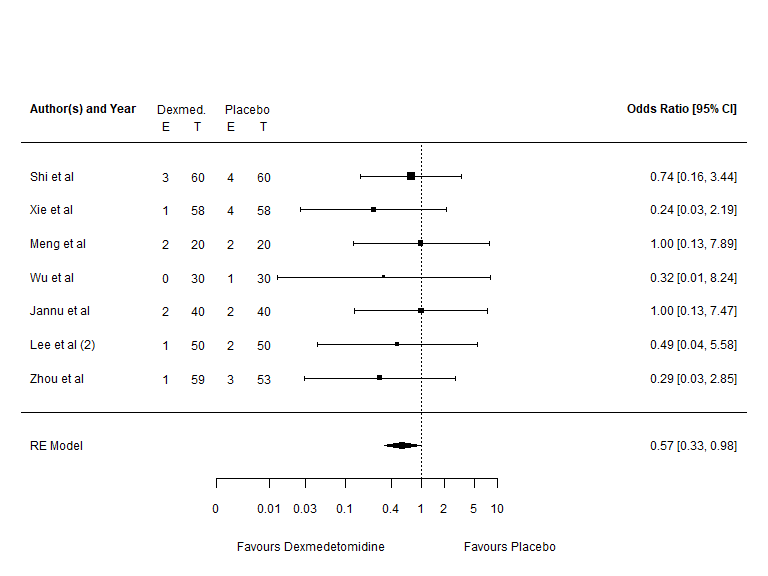 Author(s) and Year Dexmed. Placebo Odds Ratio [95% CI]
E T E T
Shi et al 3 60 4 60 0.74 [0.16, 3.44]
Xie et al 1 58 4 58 0.24 [0.03, 2.19]
Meng et al 2 20 2 20 1.00 [0.13, 7.89]
Wu et al 0 30 1 30 0.32 [0.01, 8.24]
Jannu et al 2 40 2 40 1.00 [0.13, 7.47]
Lee et al (2) 1 50 2 50 0.49 [0.04, 5.58]
Zhou et al 1 59 3 53 0.29 [0.03, 2.85]
RE Model 0.57 [0.33, 0.98]
0 0.01 0.03 0.1 0.4 1 2 5 10
Favours Dexmedetomidine Favours Placebo